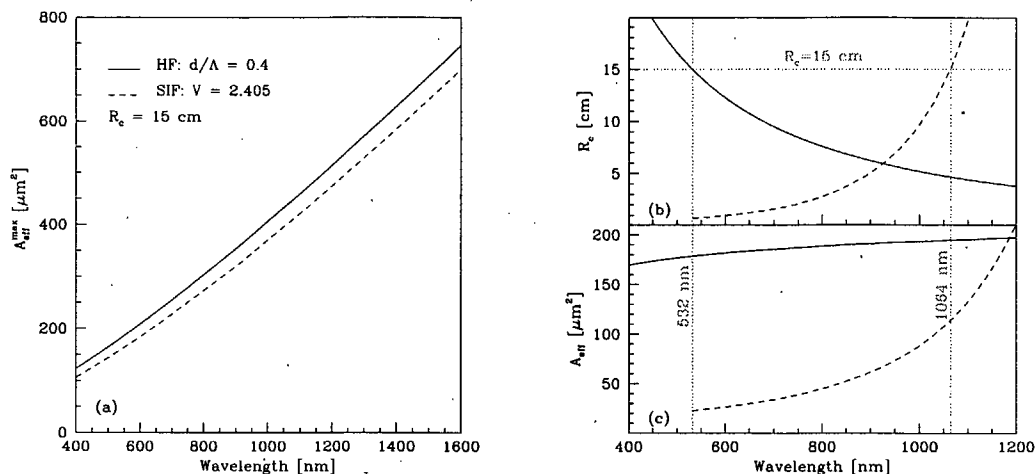 800
600
400
200
0
A_eff^max [μm²]
HF: d/Λ = 0.4
SIF: V = 2.405
R_c = 15 cm
(a)
400 600 800 1000 1200 1400 1600
Wavelength [nm]
15
10
5
R_c [cm]
R_c=15 cm
(b)
200
150
100
50
A_eff [μm²]
532 nm
1064 nm
(c)
400 600 800 1000 1200
Wavelength [nm]